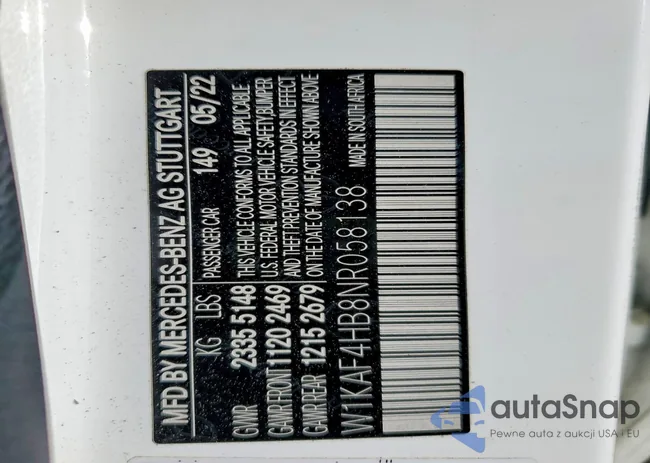 MFD BY MERCEDES-BENZ AG STUTTGART
KG LBS PASSENGER CAR 149 05/22
GVWR 2335 5148 THIS VEHICLE CONFORMS TO ALL APPLICABLE
GAWR FRONT 1120 2469 U.S. FEDERAL MOTOR VEHICLE SAFETY, BUMPER
GAWR REAR 1215 2679 AND THEFT PREVENTION STANDARDS IN EFFECT
ON THE DATE OF MANUFACTURE SHOWN ABOVE
W1KAF4HB8NR058138 MADE IN SOUTH AFRICA
autaSnap
Pewne auta z aukcji USA i EU